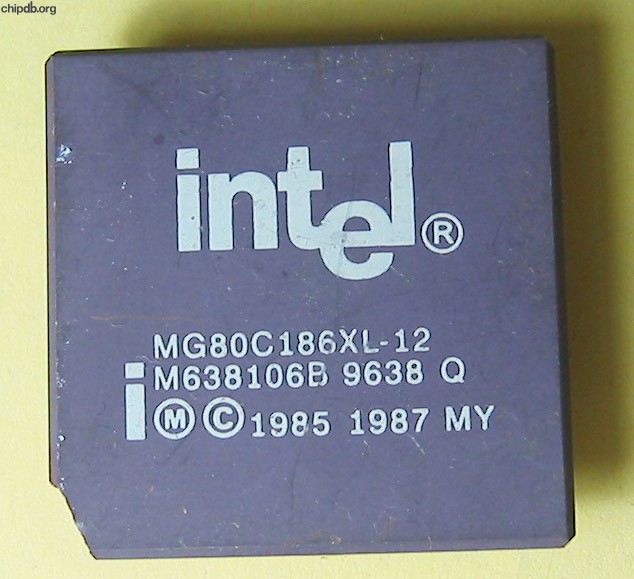 chipdb.org
intel®
MG80C186XL-12
M638106B 9638 Q
i Ⓜ © 1985 1987 MY